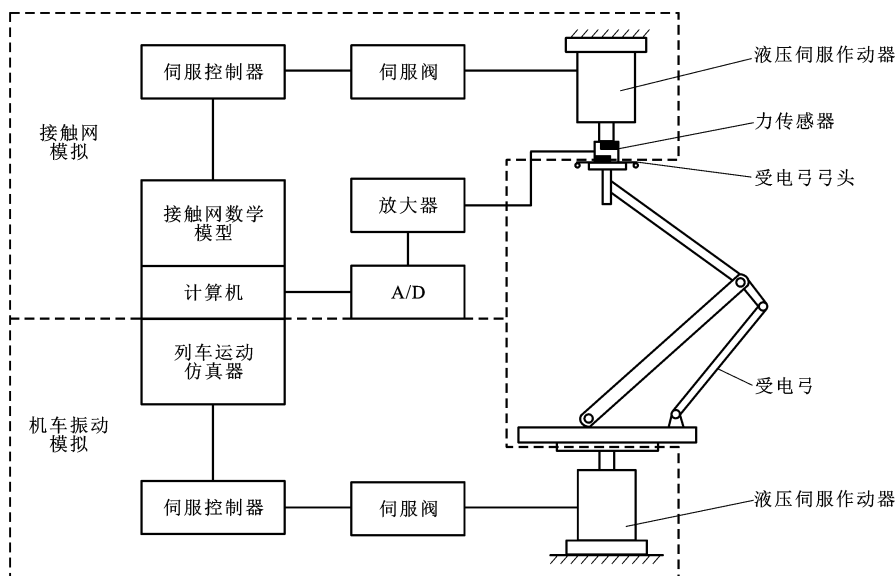 伺服控制器
伺服阀
液压伺服作动器
接触网
模拟
力传感器
受电弓弓头
接触网数学
模型
放大器
计算机
A/D
列车运动
仿真器
受电弓
机车振动
模拟
伺服控制器
伺服阀
液压伺服作动器